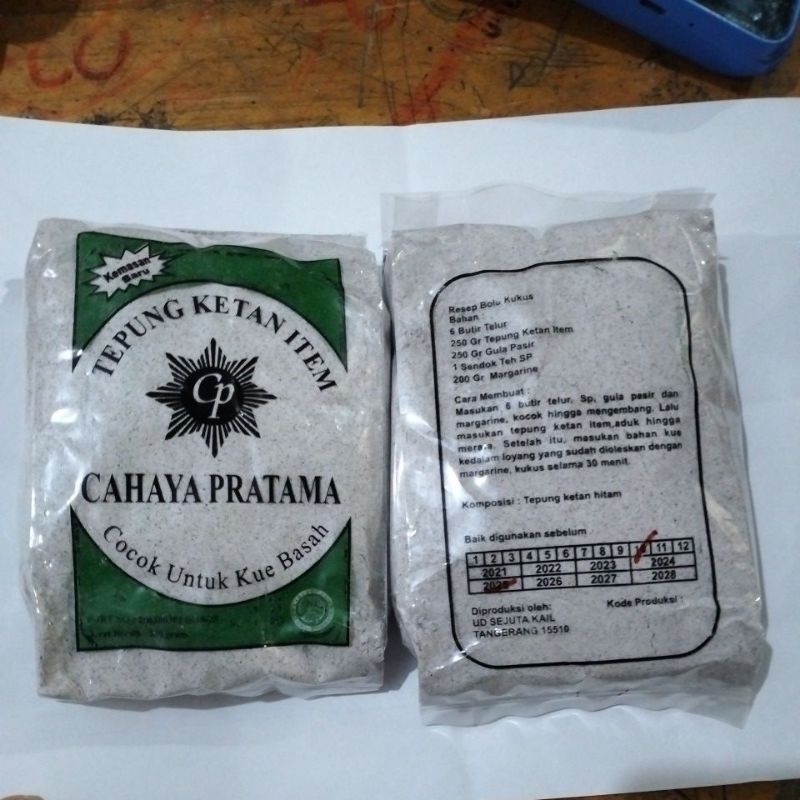 Kemasan
Baru
TEPUNG KETAN ITEM
Cp
CAHAYA PRATAMA
Cocok Untuk Kue Basah
Resep Bolu Kukus
Bahan :
6 Butir Telur
250 Gr Tepung Ketan Item
250 Gr Gula Pasir
1 Sendok Teh SP
200 Gr Margarine
Cara Membuat :
Masukan 6 butir telur, Sp, gula pasir dan
margarine, kocok hingga mengembang. Lalu
masukan tepung ketan item,aduk hingga
merata. Setelah itu, masukan bahan kue
kedalam loyang yang sudah dioleskan dengan
margarine, kukus selama 30 menit.
Komposisi : Tepung ketan hitam
Baik digunakan sebelum
1 2 3 4 5 6 7 8 9 10 11 12
2021 2022 2023 2024
2025 2026 2027 2028
Diproduksi oleh: Kode Produksi :
UD SEJUTA KAIL
TANGERANG 15510